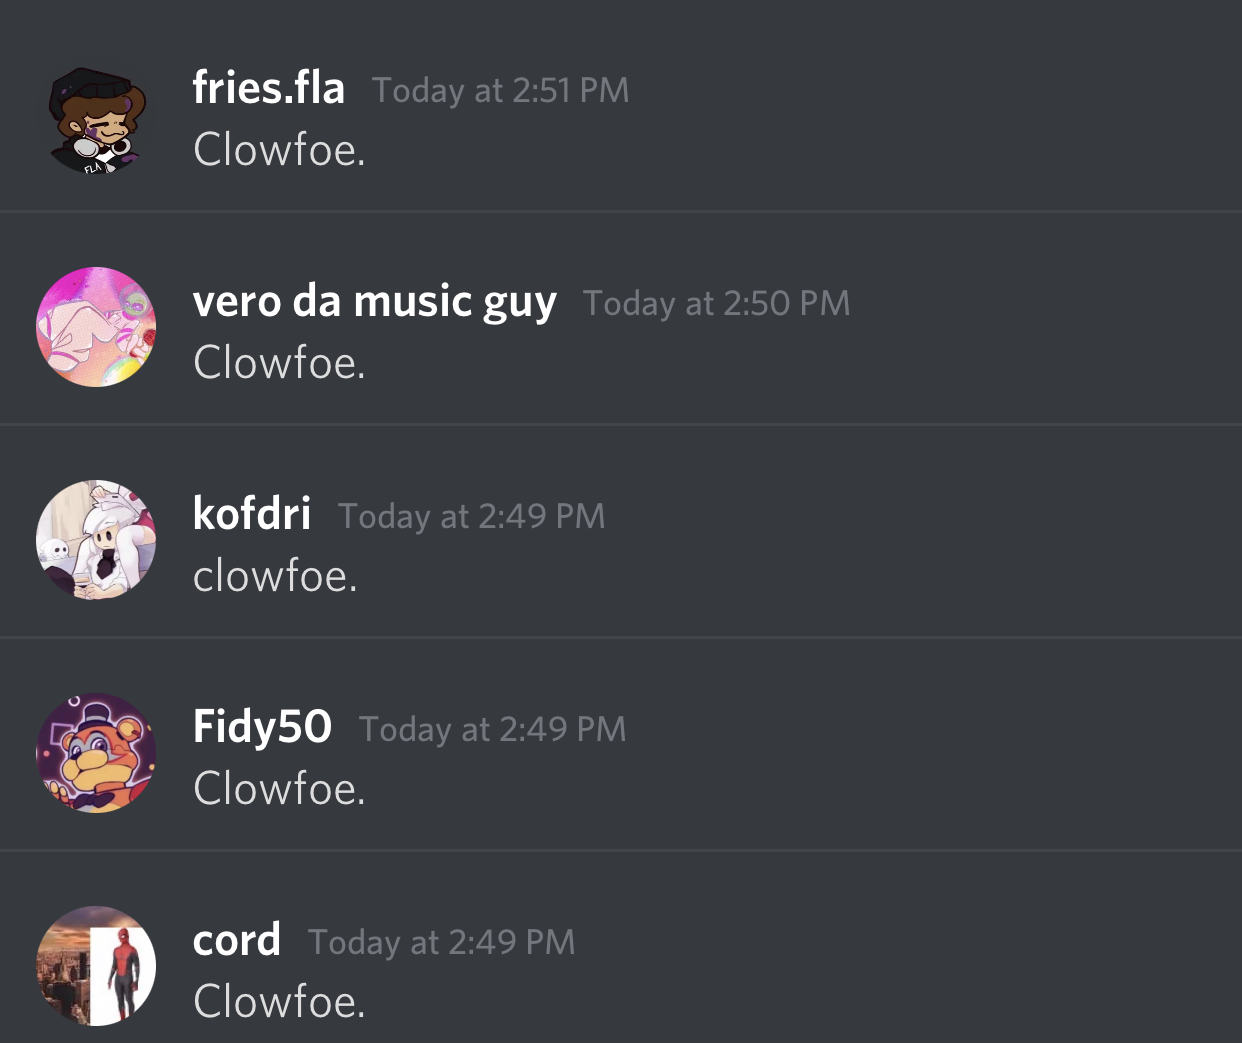 fries.fla Today at 2:51 PM
Clowfoe.
FLA
vero da music guy Today at 2:50 PM
Clowfoe.
kofdri Today at 2:49 PM
clowfoe.
Fidy50 Today at 2:49 PM
Clowfoe.
cord Today at 2:49 PM
Clowfoe.